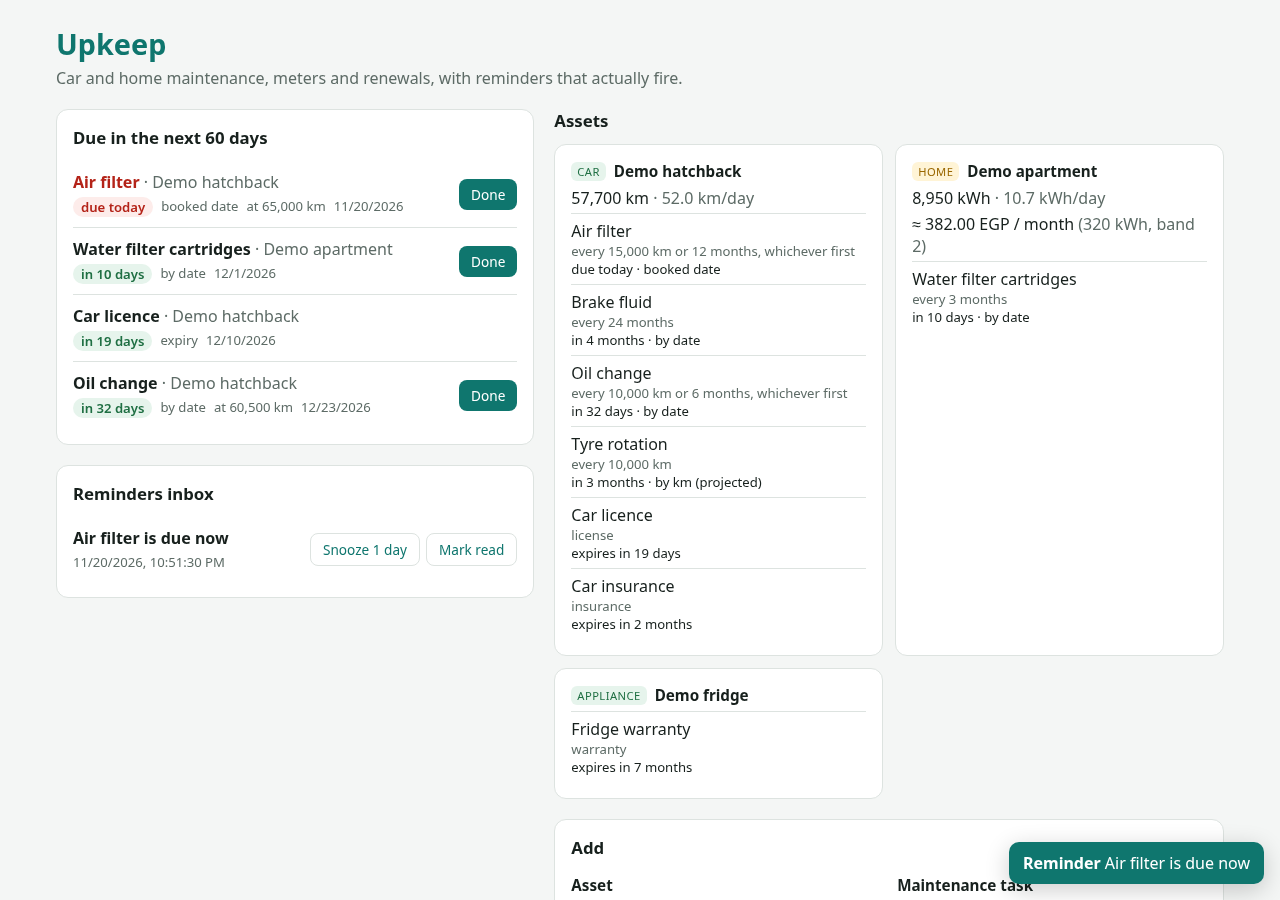 Upkeep
Car and home maintenance, meters and renewals, with reminders that actually fire.
Due in the next 60 days
Air filter · Demo hatchback
due today booked date at 65,000 km 11/20/2026
Done
Water filter cartridges · Demo apartment
in 10 days by date 12/1/2026
Done
Car licence · Demo hatchback
in 19 days expiry 12/10/2026
Oil change · Demo hatchback
in 32 days by date at 60,500 km 12/23/2026
Done
Reminders inbox
Air filter is due now
11/20/2026, 10:51:30 PM
Snooze 1 day
Mark read
Assets
CAR Demo hatchback
57,700 km · 52.0 km/day
Air filter
every 15,000 km or 12 months, whichever first
due today · booked date
Brake fluid
every 24 months
in 4 months · by date
Oil change
every 10,000 km or 6 months, whichever first
in 32 days · by date
Tyre rotation
every 10,000 km
in 3 months · by km (projected)
Car licence
license
expires in 19 days
Car insurance
insurance
expires in 2 months
HOME Demo apartment
8,950 kWh · 10.7 kWh/day
≈ 382.00 EGP / month (320 kWh, band
2)
Water filter cartridges
every 3 months
in 10 days · by date
APPLIANCE Demo fridge
Fridge warranty
warranty
expires in 7 months
Add
Asset
Maintenance task
Reminder Air filter is due now